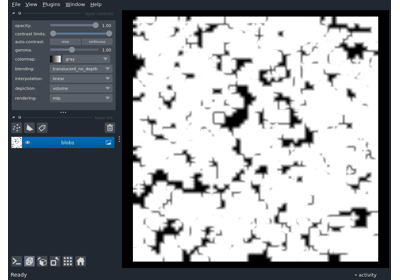 File View Plugins Window Help
opacity: 1.00
contrast limits:
auto-contrast: once continuous
gamma: 1.00
colormap: gray
blending: translucent_no_depth
interpolation: linear
depiction: volume
rendering: mip
blobs
Ready
activity